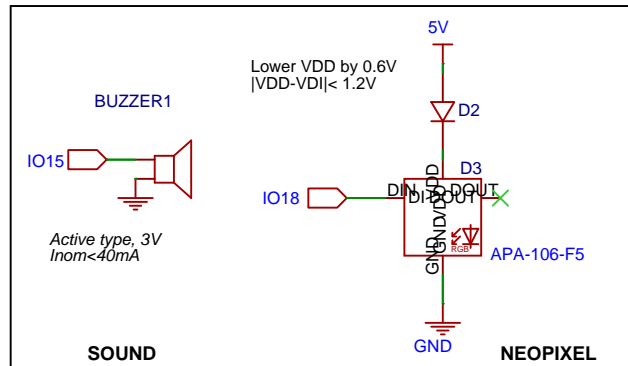 5V
Lower VDD by 0.6V
|VDD-VDI|< 1.2V
BUZZER1
D2
IO15
D3
IO18
DIN
VDD
DOUT
DI
VDD
DOUT
GND
GND
RGB
APA-106-F5
Active type, 3V
Inom<40mA
GND
SOUND
NEOPIXEL